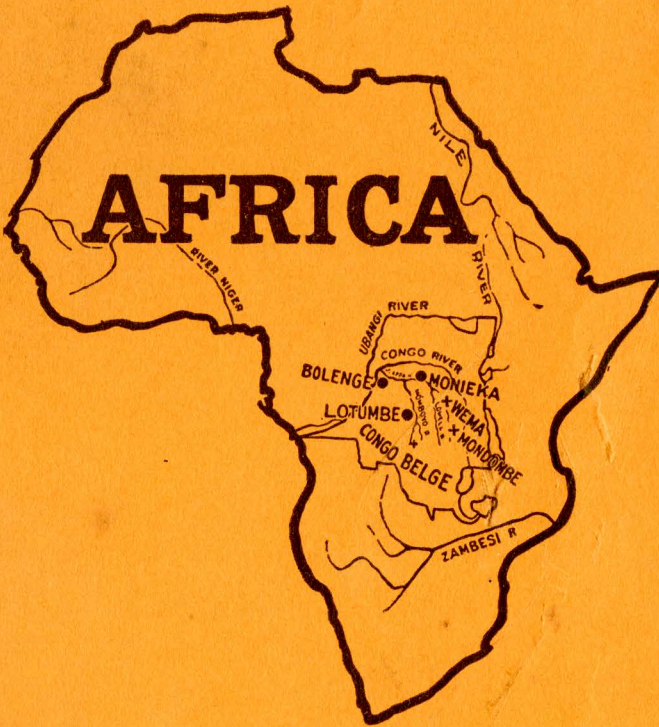 AFRICA
NILE
RIVER
RIVER NIGER
UBANGI RIVER
CONGO RIVER
BOLENGE
MONIEKA
LOTUMBE
WEMA
MONDOMBE
CONGO BELGE
ZAMBESI R